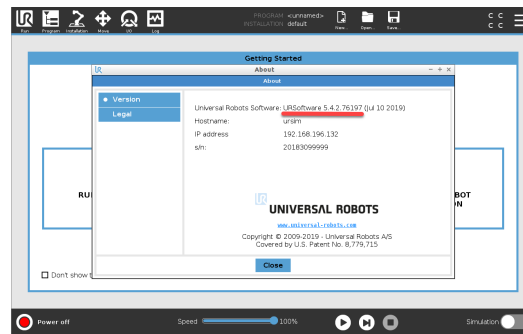 PROGRAM <unnamed>
INSTALLATION default
Run Program Installation Move I/O Log New... Open... Save...
C C
C C
Getting Started
About
About
Version
Legal
Universal Robots Software: URSoftware 5.4.2.76197 (Jul 10 2019)
Hostname: ursim
IP address 192.168.196.132
s/n: 20183099999
RU
BOT
N
UNIVERSAL ROBOTS
www.universal-robots.com
Copyright © 2009-2019 - Universal Robots A/S
Covered by U.S. Patent No. 8,779,715
Close
Don't show t
Power off Speed 100% Simulation